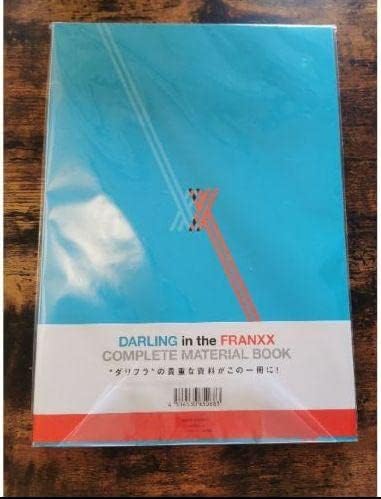 DARLING in the FRANXX
COMPLETE MATERIAL BOOK
"ダリフラ"の貴重な資料がこの一冊に!